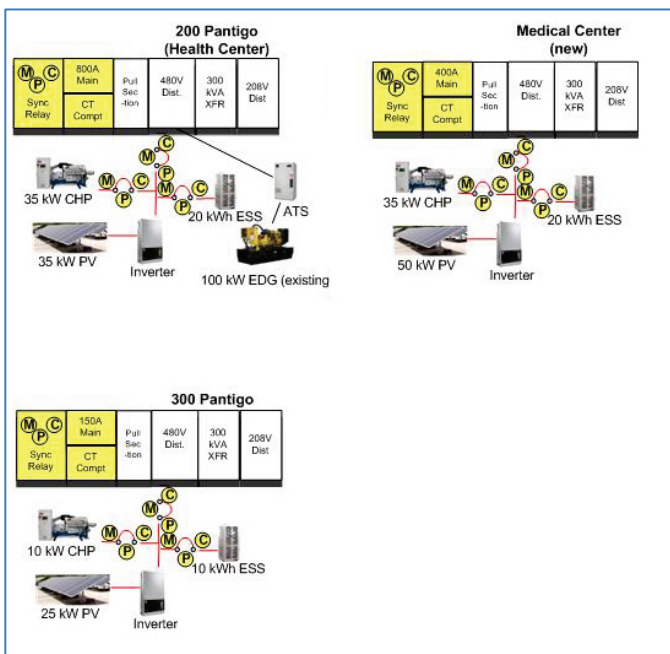 200 Pantigo
(Health Center)
M C
P
Sync
Relay
800A
Main
CT
Compt
Pull
Sec
-tion
480V
Dist.
300
kVA
XFR
208V
Dist
C
M
P
M C
P
M C
P
35 kW CHP
20 kWh ESS
ATS
35 kW PV
Inverter
100 kW EDG (existing
Medical Center
(new)
M C
P
Sync
Relay
400A
Main
CT
Compt
Pull
Sec
-tion
480V
Dist.
300
kVA
XFR
208V
Dist
C
M
P
M C
P
M C
P
35 kW CHP
20 kWh ESS
50 kW PV
Inverter
300 Pantigo
M C
P
Sync
Relay
150A
Main
CT
Compt
Pull
Sec
-tion
480V
Dist.
300
kVA
XFR
208V
Dist
C
M
P
M C
P
M C
P
10 kW CHP
10 kWh ESS
25 kW PV
Inverter